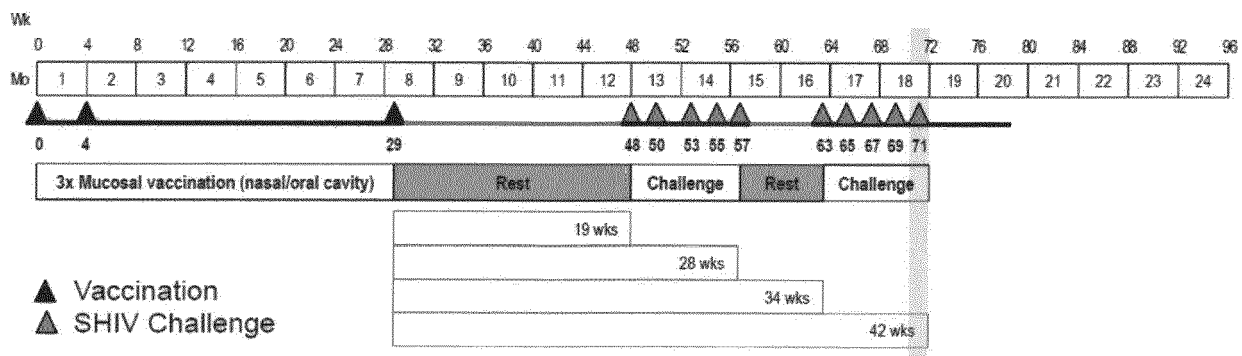 Wk
0 4 8 12 16 20 24 28 32 36 40 44 48 52 56 60 64 68 72 76 80 84 88 92 96
Mo 1 2 3 4 5 6 7 8 9 10 11 12 13 14 15 16 17 18 19 20 21 22 23 24
0 4 29 48 50 53 55 57 63 65 67 69 71
3x Mucosal vaccination (nasal/oral cavity) Rest Challenge Rest Challenge
19 wks
28 wks
34 wks
42 wks
Vaccination
SHIV Challenge